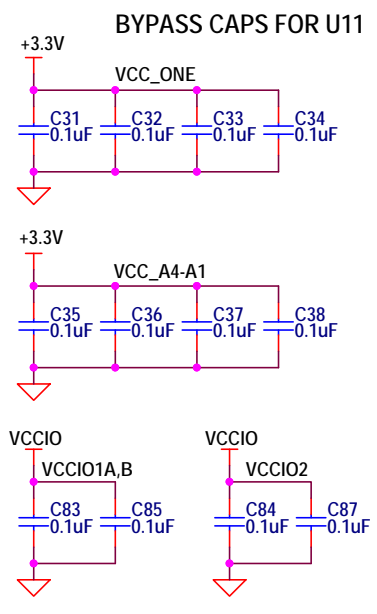 BYPASS CAPS FOR U11
+3.3V
VCC_ONE
C31 C32 C33 C34
0.1uF 0.1uF 0.1uF 0.1uF
+3.3V
VCC_A4-A1
C35 C36 C37 C38
0.1uF 0.1uF 0.1uF 0.1uF
VCCIO VCCIO
VCCIO1A,B VCCIO2
C83 C85 C84 C87
0.1uF 0.1uF 0.1uF 0.1uF